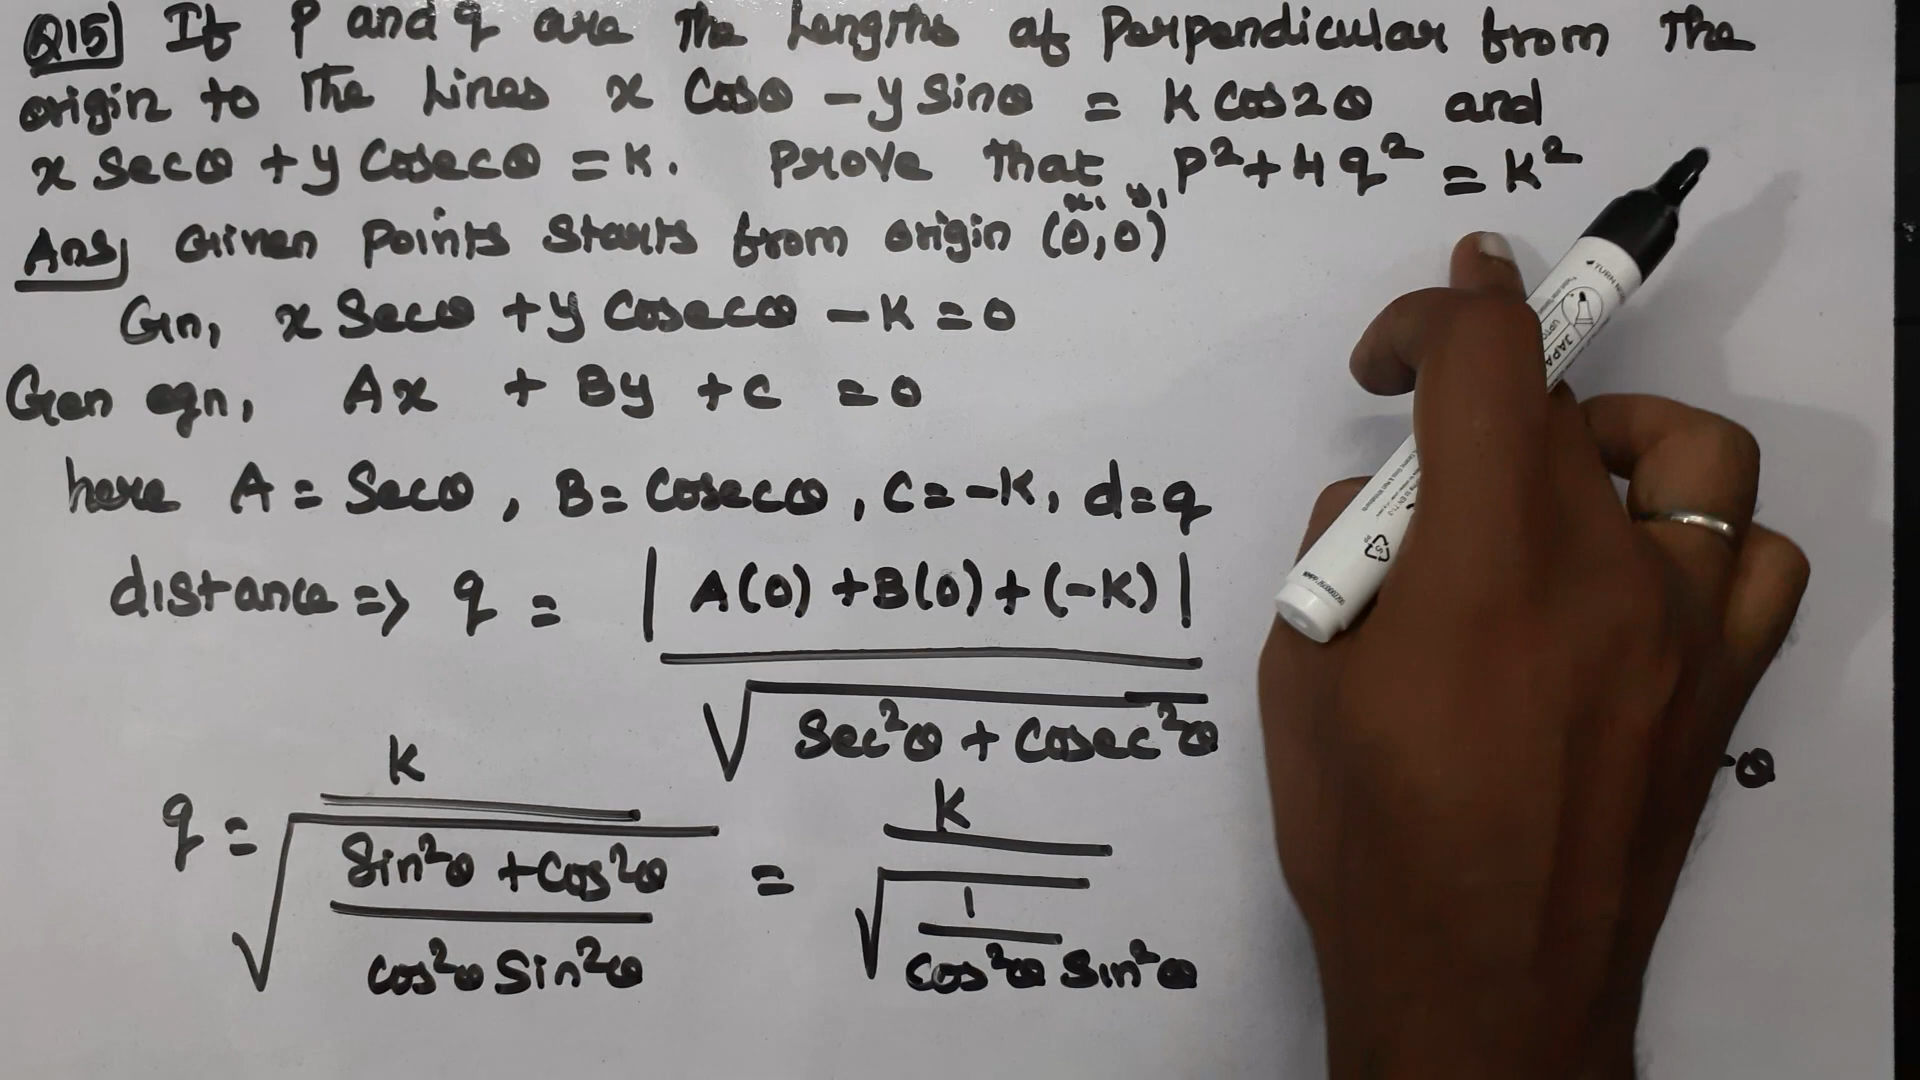 Q15) If P and q are the Lengths of Perpendicular from the
origin to the Lines x Cosθ - y Sinθ = K Cos2θ and
x Secθ + y Cosecθ = K. Prove that P² + 4q² = K²
x₁ y₁
Ans) Given Points Starts from origin (0,0)
Gn, x Secθ + y Cosecθ - K = 0
Gen eqn, Ax + By + C = 0
here A = Secθ, B = Cosecθ, C = -K, d = q
distance => q = | A(0) + B(0) + (-K) |
√ Sec²θ + Cosec²θ
K K
q = √ Sin²θ + Cos²θ = √ 1
Cos²θ Sin²θ Cos²θ Sin²θ
θ
JAPA